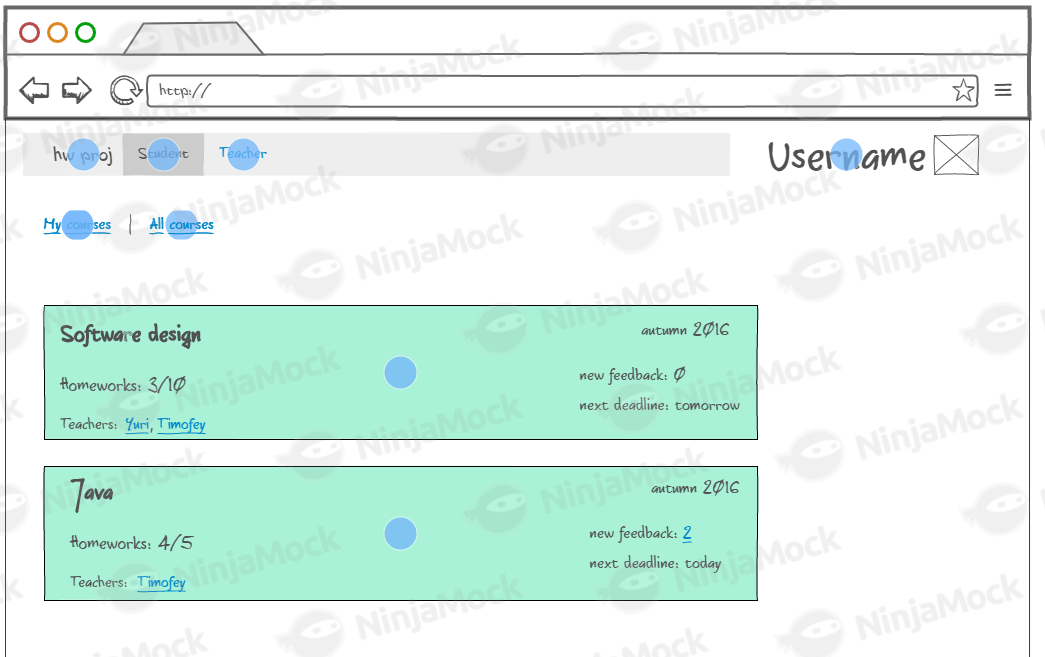 http://
hw proj Student Teacher Username
My courses | All courses
Software design autumn 2016
Homeworks: 3/10 new feedback: 0
Teachers: Yuri, Timofey next deadline: tomorrow
Java autumn 2016
Homeworks: 4/5 new feedback: 2
Teachers: Timofey next deadline: today
NinjaMock